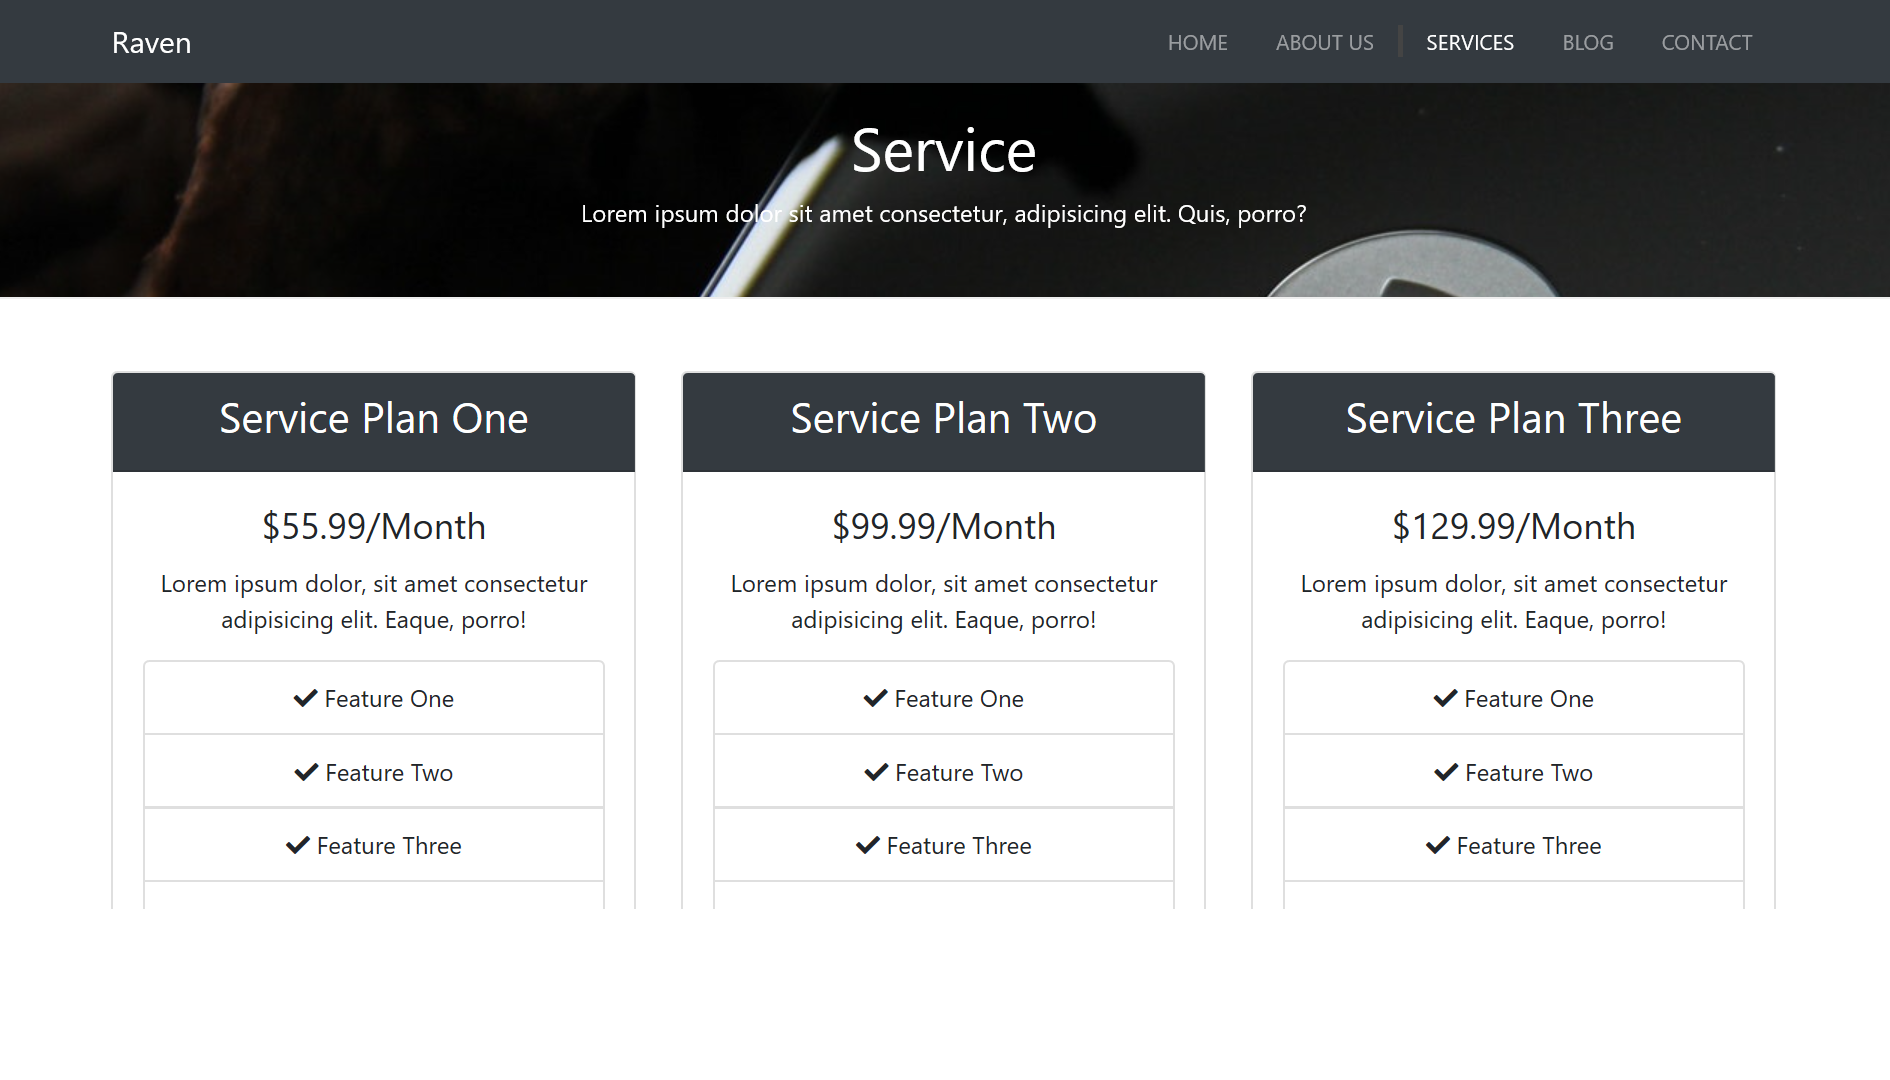 Raven
HOME ABOUT US SERVICES BLOG CONTACT
Service
Lorem ipsum dolor sit amet consectetur, adipisicing elit. Quis, porro?
Service Plan One
$55.99/Month
Lorem ipsum dolor, sit amet consectetur
adipisicing elit. Eaque, porro!
Feature One
Feature Two
Feature Three
Service Plan Two
$99.99/Month
Lorem ipsum dolor, sit amet consectetur
adipisicing elit. Eaque, porro!
Feature One
Feature Two
Feature Three
Service Plan Three
$129.99/Month
Lorem ipsum dolor, sit amet consectetur
adipisicing elit. Eaque, porro!
Feature One
Feature Two
Feature Three